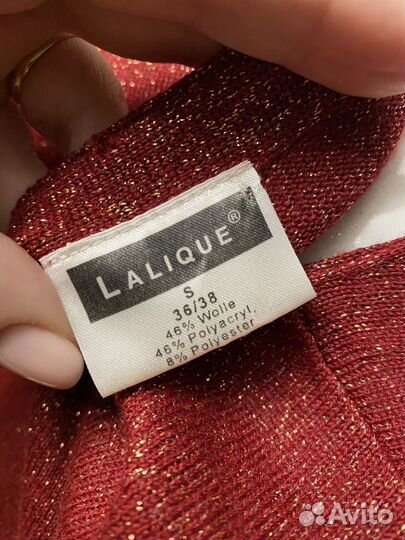 LALIQUE®
S
36/38
46% Wolle
46% Polyacryl.
8% Polyester
Avito